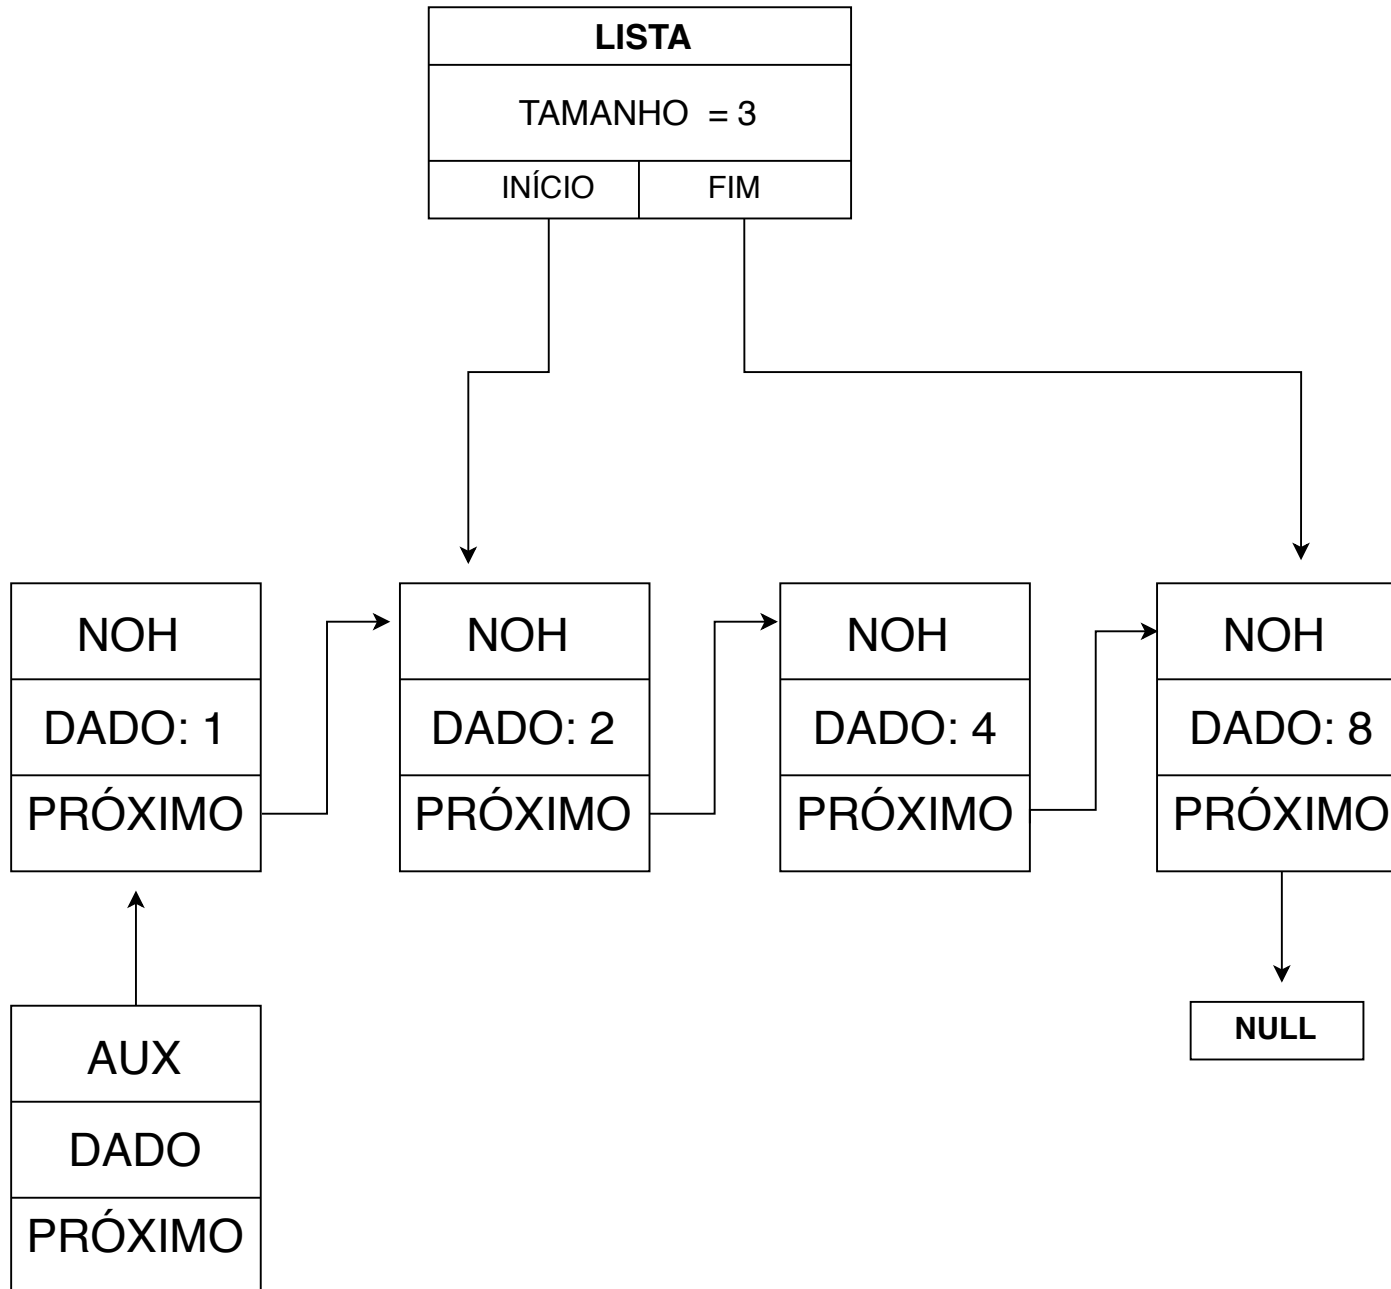 LISTA
TAMANHO = 3
INÍCIO FIM
NOH NOH NOH NOH
DADO: 1 DADO: 2 DADO: 4 DADO: 8
PRÓXIMO PRÓXIMO PRÓXIMO PRÓXIMO
AUX NULL
DADO
PRÓXIMO